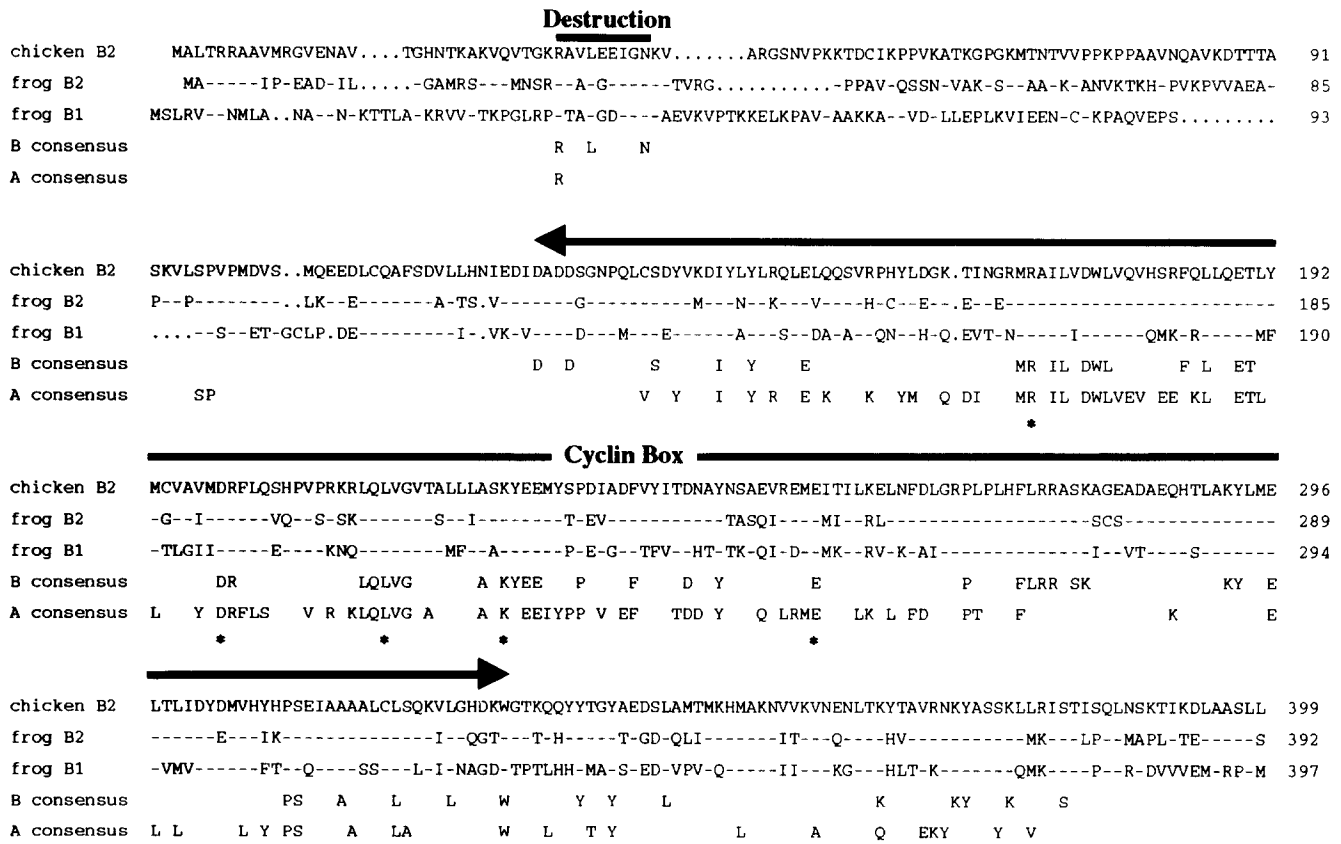 Destruction
chicken B2 MALTRRAAVMRGVENAV....TGHNTKAKVQVTGKRAVLEEIGNKV.......ARGSNVPKKTDCIKPPVKATKGPGKMTNTVVPPKPPAAVNQAVKDTTTA 91
frog B2 MA-----IP-EAD-IL....-GAMRS---MNSR--A-G------TVRG...........-PPAV-QSSN-VAK-S--AA-K-ANVKTKH-PVKPVVAEA- 85
frog B1 MSLRV--NMLA..NA--N-KTTLA-KRVV-TKPGLRP-TA-GD----AEVKVPTKKELKPAV-AAKKA--VD-LLEPLKVIEEN-C-KPAQVEPS......... 93
B consensus R L N
A consensus R
chicken B2 SKVLSPVPMDVS..MQEEDLCQAFSDVLLHNIEDIDADDSGNPQLCSDYVKDIYLYLRQLELQQSVRPHYLDGK.TINGRMRAILVDWLVQVHSRFQLLQETLY 192
frog B2 P--P--------..LK--E-------A-TS.V-------G----------M---N--K---V---H-C--E--.E--E------------------------- 185
frog B1 ....--S--ET-GCLP.DE---------I-.VK-V----D---M---E------A---S--DA-A--QN--H-Q.EVT-N-----I------QMK-R-----MF 190
B consensus D D S I Y E MR IL DWL F L ET
A consensus SP V Y I Y R E K K YM Q DI MR IL DWLVEV EE KL ETL
*
Cyclin Box
chicken B2 MCVAVMDRFLQSHPVPRKRLQLVGVTALLLASKYEEMYSPDIADFVYITDNAYNSAEVREMEITILKELNFDLGRPLPLHFLRRASKAGEADAEQHTLAKYLME 296
frog B2 -G--I------VQ--S-SK-------S--I--------T-EV----------TASQI----MI--RL--------------------SCS-------------- 289
frog B1 -TLGII-----E----KNQ--------MF--A------P-E-G--TFV--HT-TK-QI-D--MK--RV-K-AI--------------I--VT---S------- 294
B consensus DR LQLVG A KYEE P F D Y E P FLRR SK KY E
A consensus L Y DRFLS V R KLQLVG A A K EEIYPP V EF TDD Y Q LRME LK L FD PT F K E
* * * *
chicken B2 LTLIDYDMVHYHPSEIAAAALCLSQKVLGHDKWGTKQQYYTGYAEDSLAMTMKHMAKNVVKVNENLTKYTAVRNKYASSKLLRISTISQLNSKTIKDLAASLL 399
frog B2 ------E---IK-------------I--QGT---T-H-----T-GD-QLI------IT--Q---HV-----------MK---LP--MAPL-TE-----S 392
frog B1 -VMV------FT--Q----SS---L-I-NAGD-TPTLHH-MA-S-ED-VPV-Q-----II---KG---HLT-K-------QMK----P--R-DVVVEM-RP-M 397
B consensus PS A L L W Y Y L K KY K S
A consensus L L L Y PS A LA W L T Y L A Q EKY Y V